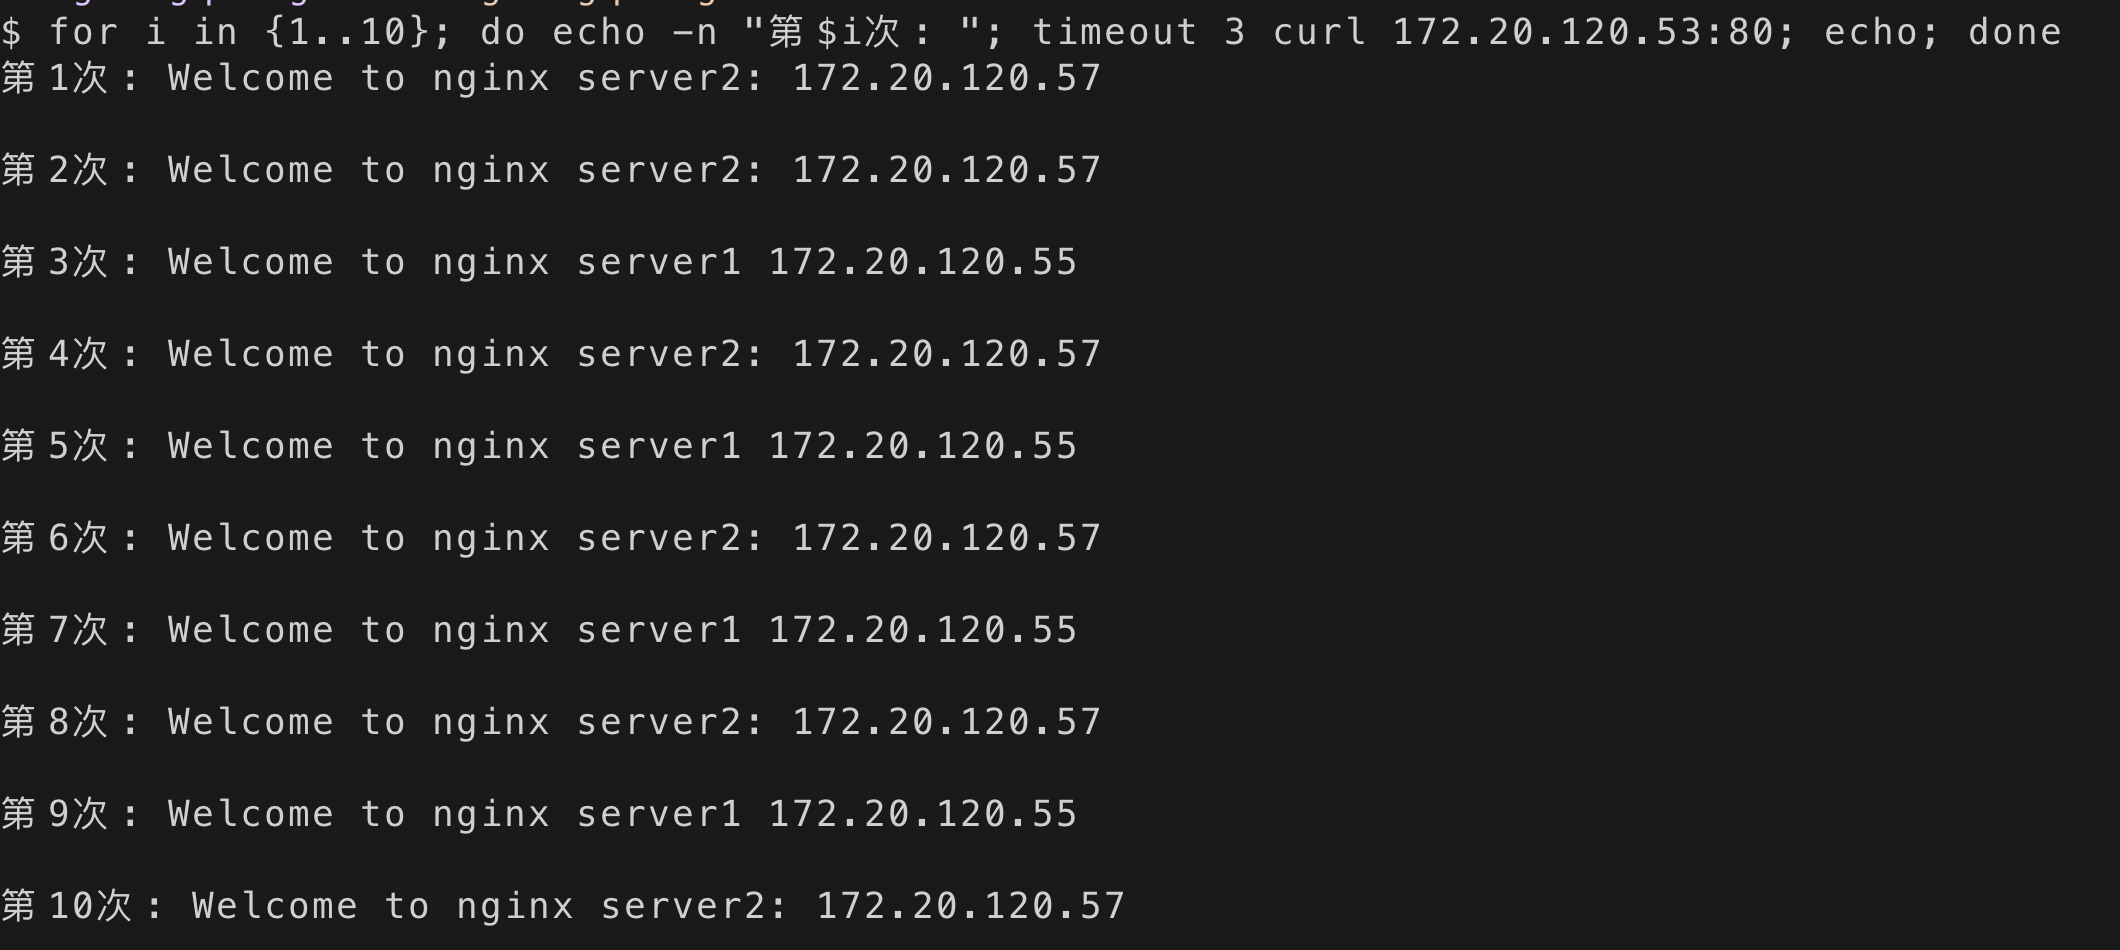 $ for i in {1..10}; do echo -n "第$i次: "; timeout 3 curl 172.20.120.53:80; echo; done
第1次: Welcome to nginx server2: 172.20.120.57
第2次: Welcome to nginx server2: 172.20.120.57
第3次: Welcome to nginx server1 172.20.120.55
第4次: Welcome to nginx server2: 172.20.120.57
第5次: Welcome to nginx server1 172.20.120.55
第6次: Welcome to nginx server2: 172.20.120.57
第7次: Welcome to nginx server1 172.20.120.55
第8次: Welcome to nginx server2: 172.20.120.57
第9次: Welcome to nginx server1 172.20.120.55
第10次: Welcome to nginx server2: 172.20.120.57